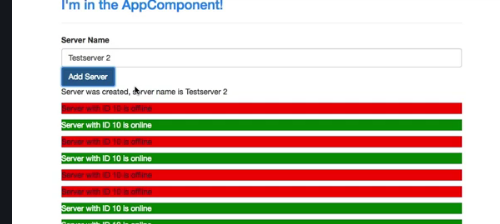 I'm in the AppComponent!
Server Name
Testserver 2
Add Server
Server was created, server name is Testserver 2
Server with ID 10 is offline
Server with ID 10 is online
Server with ID 10 is offline
Server with ID 10 is online
Server with ID 10 is offline
Server with ID 10 is offline
Server with ID 10 is online